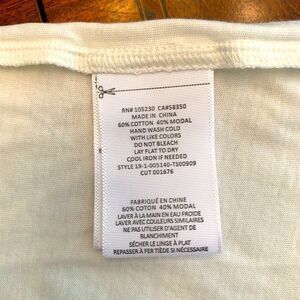 RN# 105230 CA#58350
MADE IN CHINA
60% COTTON 40% MODAL
HAND WASH COLD
WITH LIKE COLORS
DO NOT BLEACH
LAY FLAT TO DRY
COOL IRON IF NEEDED
STYLE 19-1-005140-TS00909
CUT 001676
FABRIQUÉ EN CHINE
60% COTON 40% MODAL
LAVER À LA MAIN EN EAU FROIDE
LAVER AVEC COULEURS SIMILAIRES
NE PAS UTILISER D'AGENT DE
BLANCHIMENT
SÉCHER LE LINGE À PLAT
REPASSER À FER TIÈDE SI NÉCESSAIRE